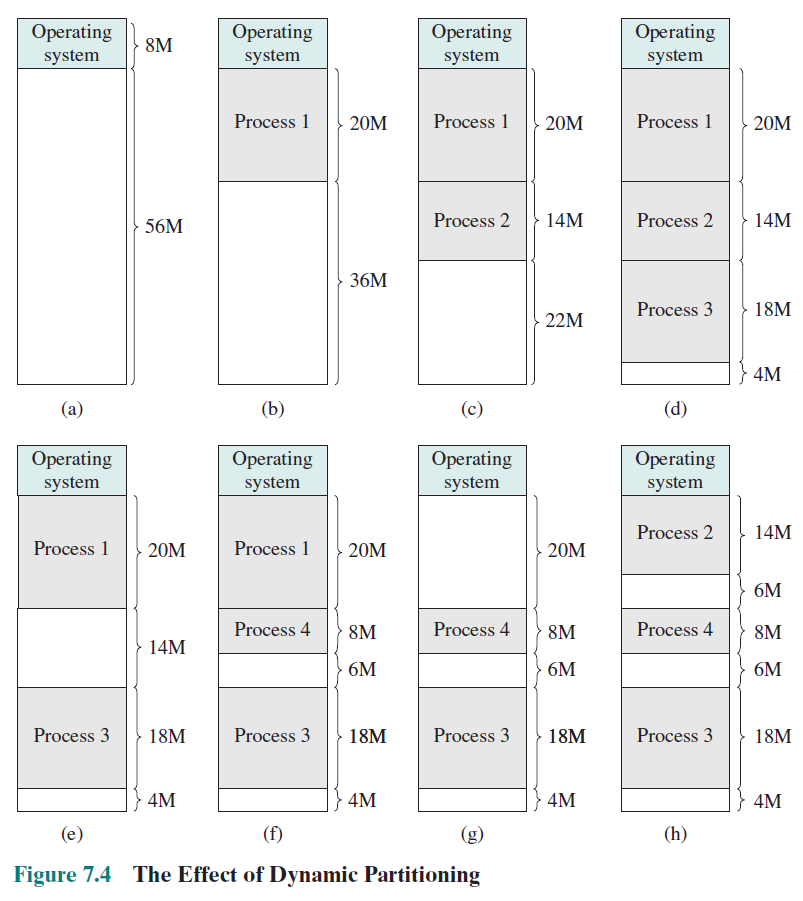 Operating
system
8M
56M
(a)
Operating
system
Process 1
20M
36M
(b)
Operating
system
Process 1
20M
Process 2
14M
22M
(c)
Operating
system
Process 1
20M
Process 2
14M
Process 3
18M
4M
(d)
Operating
system
Process 1
20M
14M
Process 3
18M
4M
(e)
Operating
system
Process 1
20M
Process 4
8M
6M
Process 3
18M
4M
(f)
Operating
system
20M
Process 4
8M
6M
Process 3
18M
4M
(g)
Operating
system
Process 2
14M
6M
Process 4
8M
6M
Process 3
18M
4M
(h)
Figure 7.4 The Effect of Dynamic Partitioning